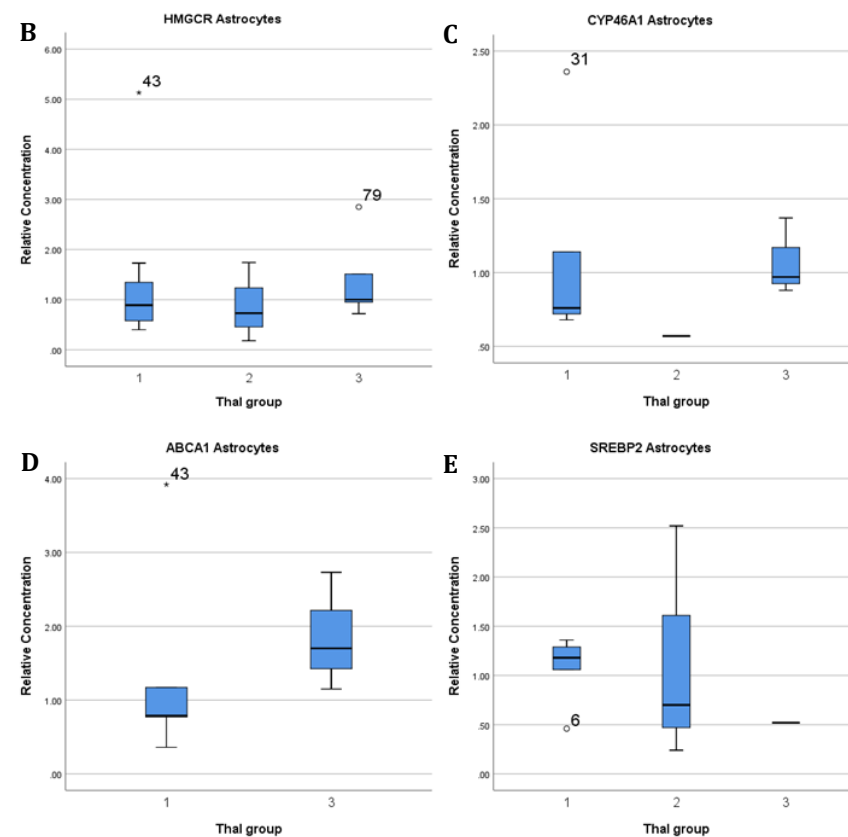 B
HMGCR Astrocytes
Relative Concentration
6.00
5.00
4.00
3.00
2.00
1.00
.00
* 43
79
1 2 3
Thal group
C
CYP46A1 Astrocytes
Relative Concentration
2.50
2.00
1.50
1.00
.50
31
1 2 3
Thal group
D
ABCA1 Astrocytes
Relative Concentration
4.00
3.00
2.00
1.00
.00
* 43
1 3
Thal group
E
SREBP2 Astrocytes
Relative Concentration
3.00
2.50
2.00
1.50
1.00
.50
.00
6
1 2 3
Thal group